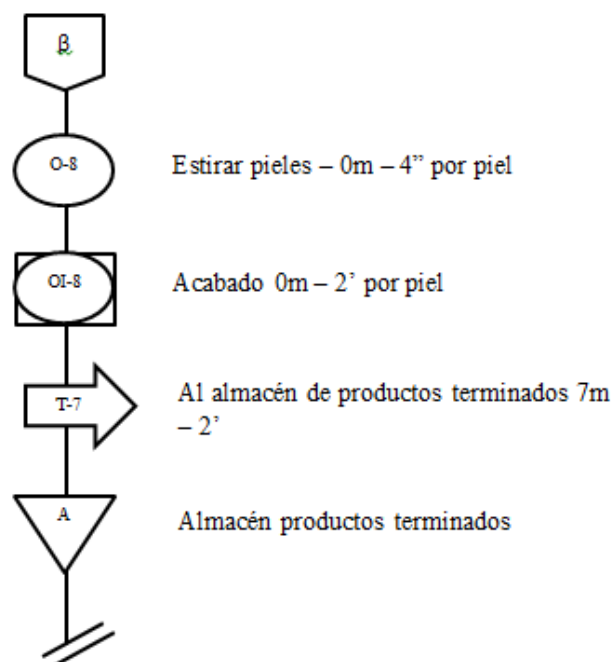 β
O-8
Estirar pieles – 0m – 4” por piel
OI-8
Acabado 0m – 2’ por piel
T-7
Al almacén de productos terminados 7m
– 2’
A
Almacén productos terminados